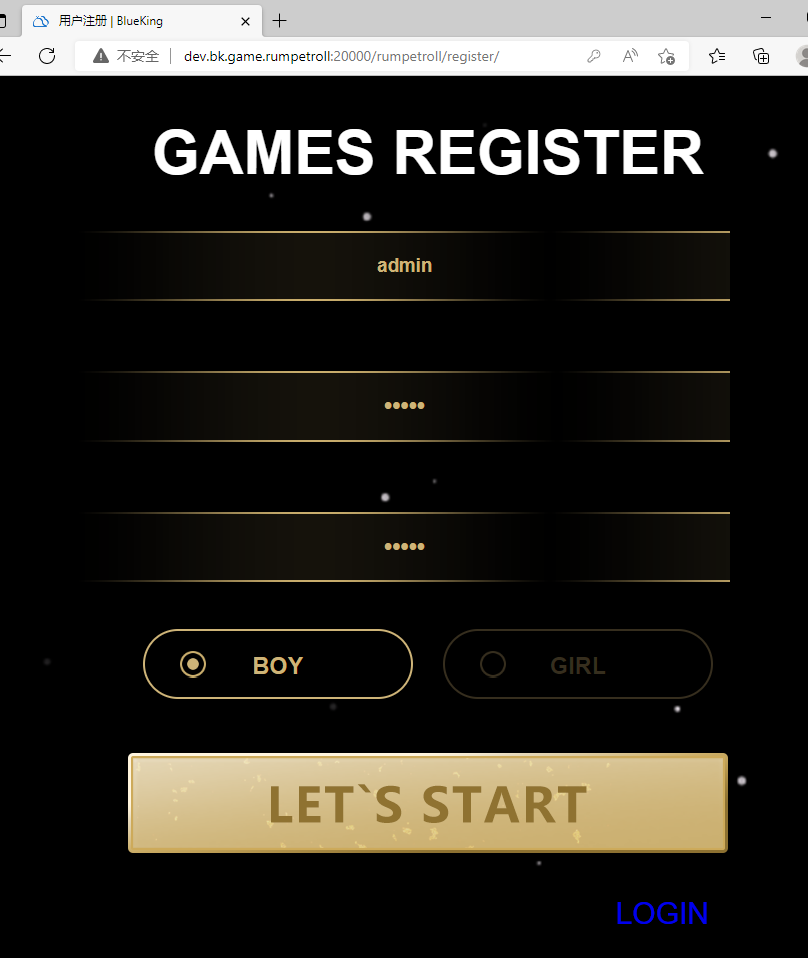 用户注册 | BlueKing
不安全 dev.bk.game.rumpetroll:20000/rumpetroll/register/
GAMES REGISTER
admin
•••••
•••••
BOY GIRL
LET`S START
LOGIN